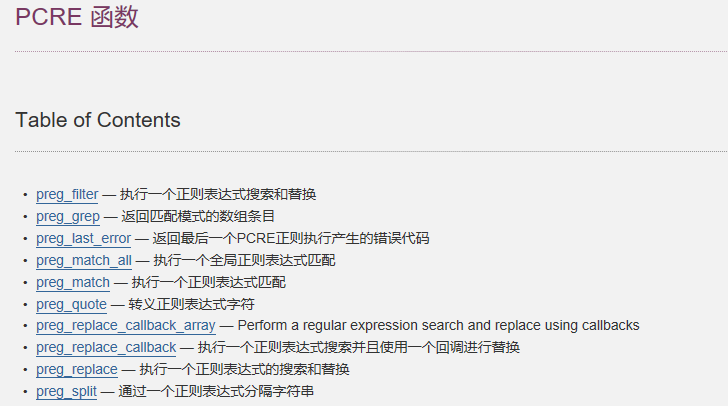 PCRE 函数
Table of Contents
• preg_filter — 执行一个正则表达式搜索和替换
• preg_grep — 返回匹配模式的数组条目
• preg_last_error — 返回最后一个PCRE正则执行产生的错误代码
• preg_match_all — 执行一个全局正则表达式匹配
• preg_match — 执行一个正则表达式匹配
• preg_quote — 转义正则表达式字符
• preg_replace_callback_array — Perform a regular expression search and replace using callbacks
• preg_replace_callback — 执行一个正则表达式搜索并且使用一个回调进行替换
• preg_replace — 执行一个正则表达式的搜索和替换
• preg_split — 通过一个正则表达式分隔字符串